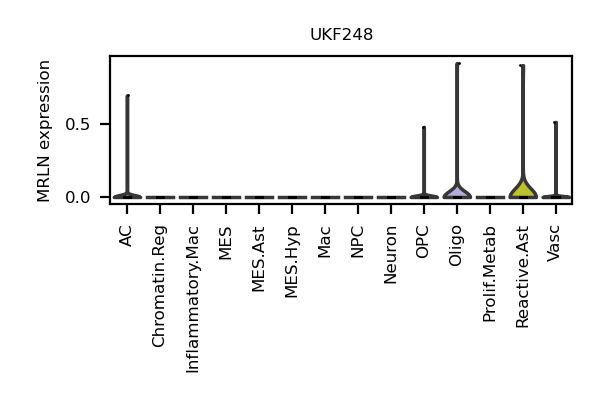 UKF248
MRLN expression
0.5
0.0
AC
Chromatin.Reg
Inflammatory.Mac
MES
MES.Ast
MES.Hyp
Mac
NPC
Neuron
OPC
Oligo
Prolif.Metab
Reactive.Ast
Vasc